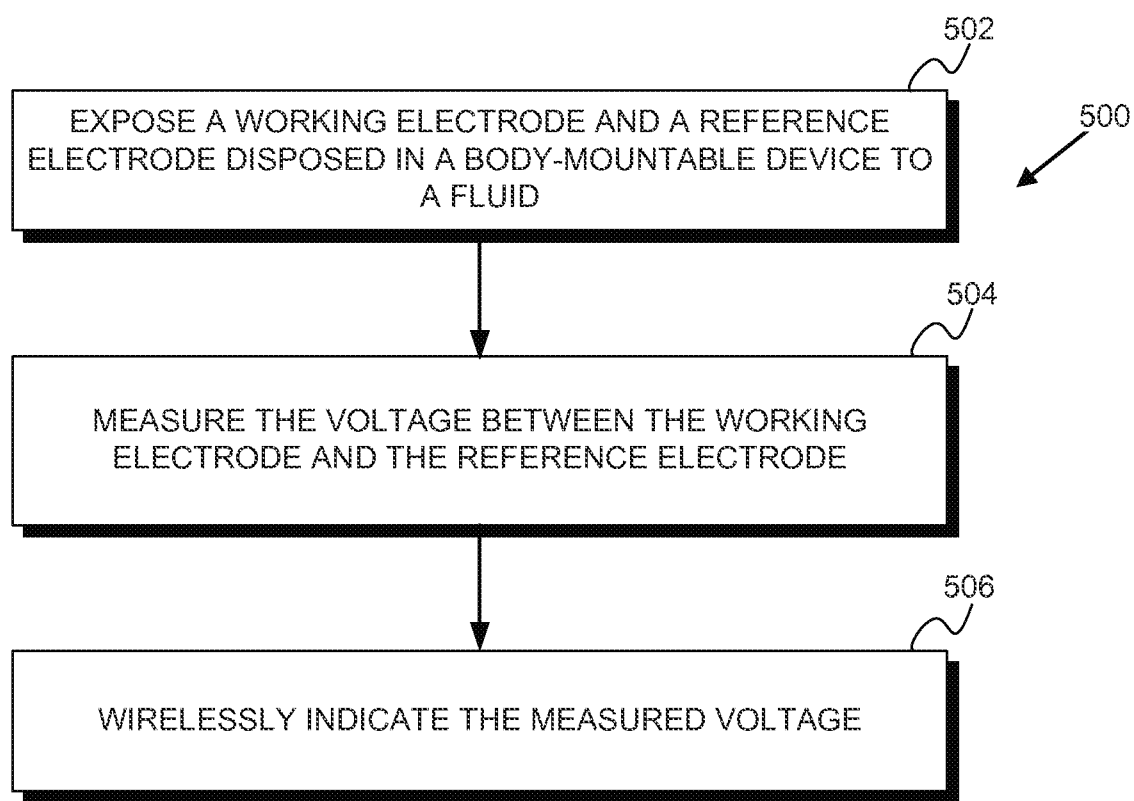 502
EXPOSE A WORKING ELECTRODE AND A REFERENCE
ELECTRODE DISPOSED IN A BODY-MOUNTABLE DEVICE TO
A FLUID
500
504
MEASURE THE VOLTAGE BETWEEN THE WORKING
ELECTRODE AND THE REFERENCE ELECTRODE
506
WIRELESSLY INDICATE THE MEASURED VOLTAGE